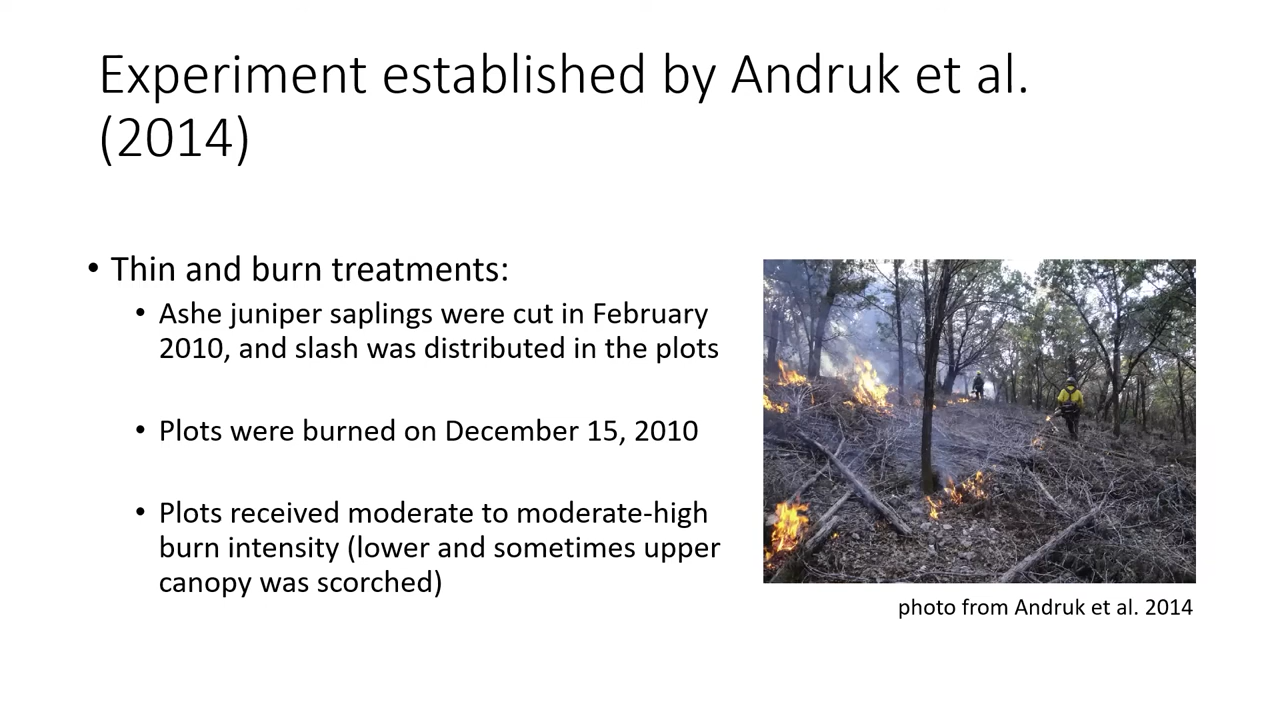 Experiment established by Andruk et al.
(2014)
• Thin and burn treatments:
• Ashe juniper saplings were cut in February
2010, and slash was distributed in the plots
• Plots were burned on December 15, 2010
• Plots received moderate to moderate-high
burn intensity (lower and sometimes upper
canopy was scorched)
photo from Andruk et al. 2014